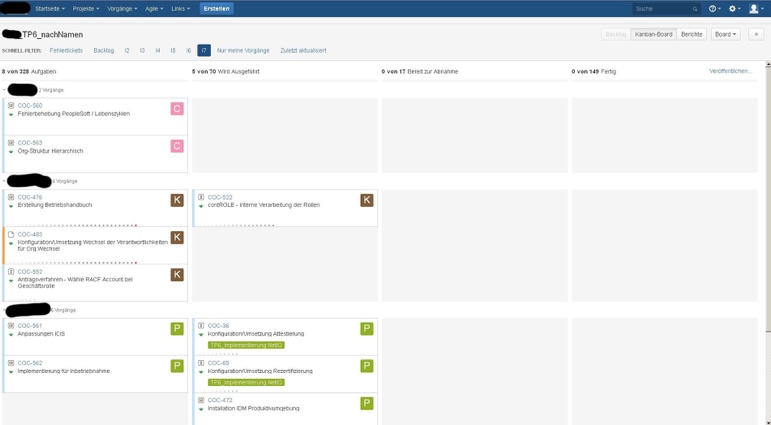 Startseite Projekte Vorgänge Agile Links Erstellen Suche
_TP6_nachNamen
Backlog Kanban-Board Berichte Board
SCHNELL-FILTER: Fehlertickets Backlog I2 I3 I4 I5 I6 I7 Nur meine Vorgänge Zuletzt aktualisiert
8 von 328 Aufgaben 5 von 70 Wird Ausgeführt 0 von 17 Bereit zur Abnahme 0 von 149 Fertig Veröffentlichen...
2 Vorgänge
COC-560
Fehlerbehebung PeopleSoft / Lebenszyklen
C
COC-563
Org-Struktur Hierarchisch
C
Vorgänge
COC-476
Erstellung Betriebshandbuch
K
COC-522
contROLE - Interne Verarbeitung der Rollen
K
COC-483
Konfiguration/Umsetzung Wechsel der Verantwortlichkeiten
für Org.Wechsel
K
COC-552
Antragsverfahren - Wähle RACF Account bei
Geschäftsrolle
K
Vorgänge
COC-561
Anpassungen ICIS
P
COC-36
Konfiguration/Umsetzung Attestierung
TP6_Implementierung NetIQ
P
COC-562
Implementierung für Inbetriebnahme
P
COC-65
Konfiguration/Umsetzung Rezertifizierung
TP6_Implementierung NetIQ
P
COC-472
Installation IDM Produktivumgebung
P